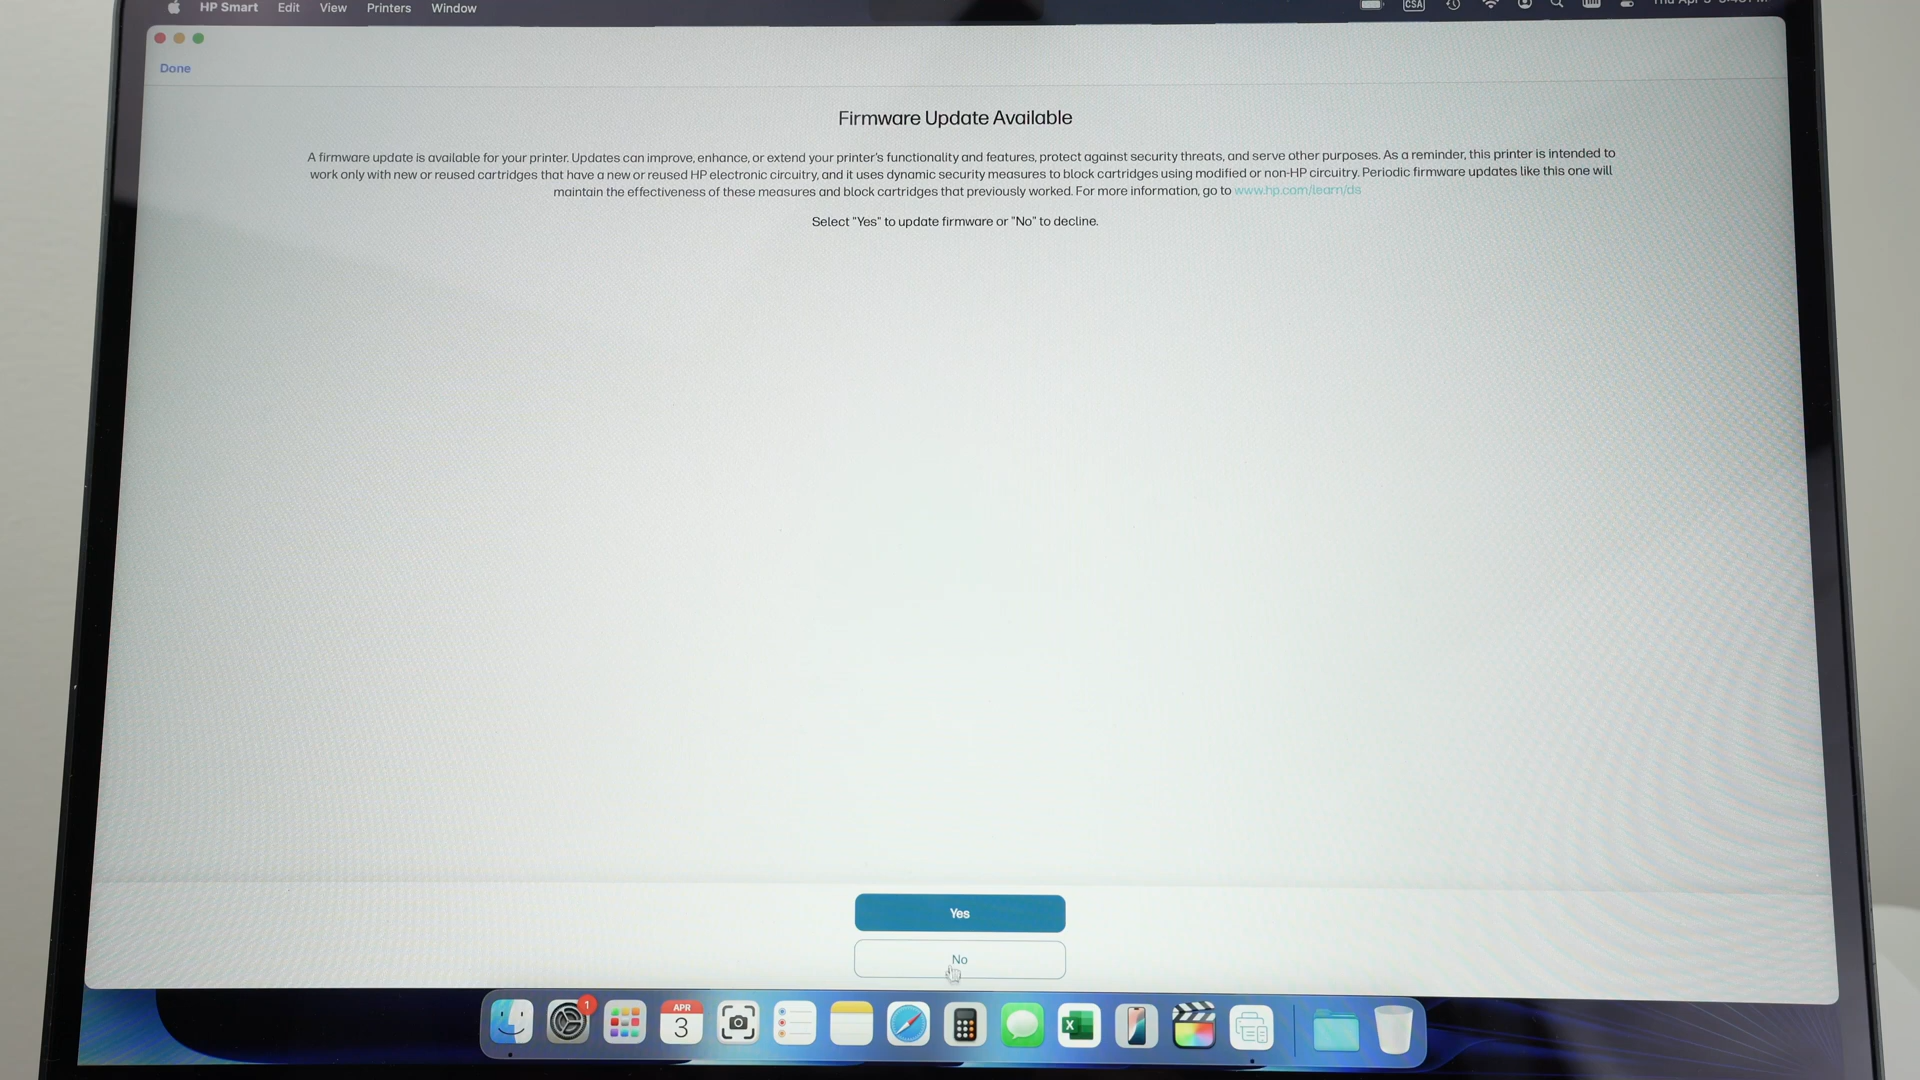 HP Smart Edit View Printers Window CSA
Done
Firmware Update Available
A firmware update is available for your printer. Updates can improve, enhance, or extend your printer's functionality and features, protect against security threats, and serve other purposes. As a reminder, this printer is intended to
work only with new or reused cartridges that have a new or reused HP electronic circuitry, and it uses dynamic security measures to block cartridges using modified or non-HP circuitry. Periodic firmware updates like this one will
maintain the effectiveness of these measures and block cartridges that previously worked. For more information, go to www.hp.com/learn/ds
Select "Yes" to update firmware or "No" to decline.
Yes
No
1
APR
3
X